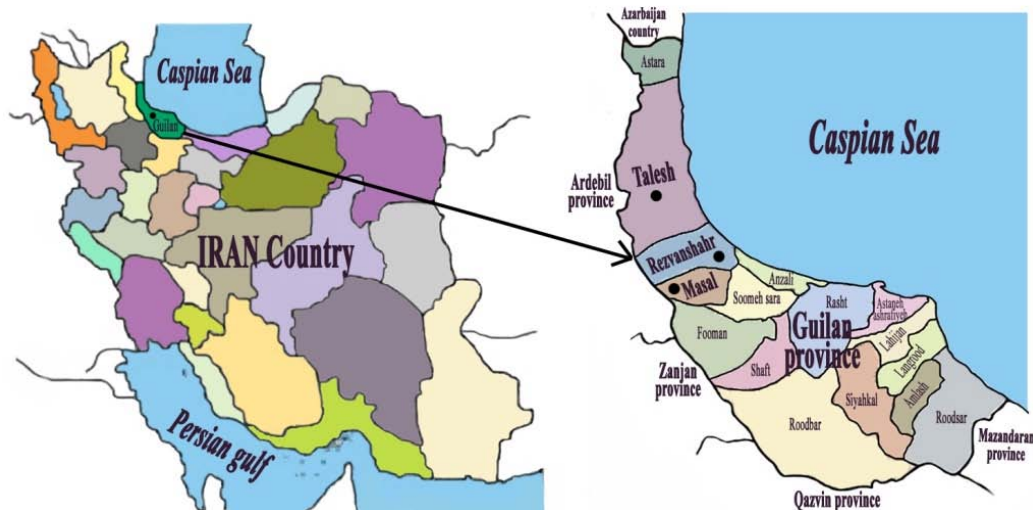 Caspian Sea
Guilan
IRAN Country
Persian gulf
Azarbaijan
country
Astara
Caspian Sea
Talesh
Ardebil
province
Rezvanshahr
Masal
Anzali
Soomeh sara
Rasht
Astaneh
ashrafiyeh
Fooman
Guilan
province
Lahijan
Langrood
Shaft
Zanjan
province
Siyahkal
Amlash
Roodsar
Roodbar
Mazandaran
province
Qazvin province